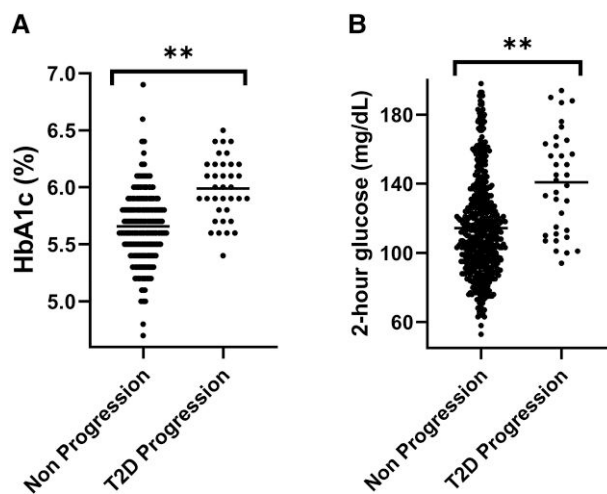 A
**
HbA1c (%)
7.0
6.5
6.0
5.5
5.0
Non Progression
T2D Progression
B
**
2-hour glucose (mg/dL)
180
140
100
60
Non Progression
T2D Progression